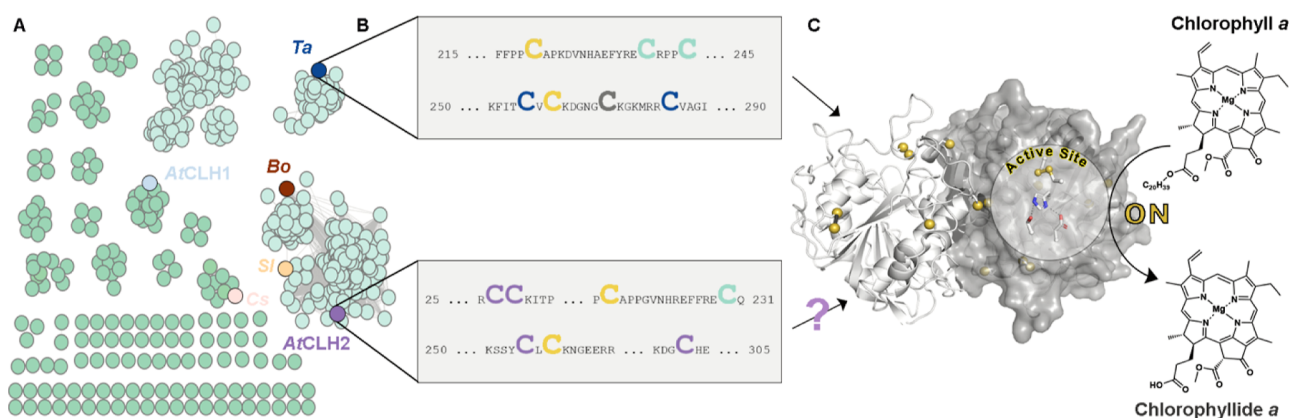 A
B
C
Ta
Bo
AtCLH1
Sl
Cs
AtCLH2
215 ... FFPPCAPKDVNHAEFYRECRPPC ... 245
250 ... KFITCVCKDGNGCKGKMRRCVAGI ... 290
25 ... RCCKITP ... PCAPPGVNHREFFRECQ 231
250 ... KSSYCLCKNGEERR ... KDGCHE ... 305
?
Active Site
ON
Chlorophyll a
Mg
N
N
N
N
O
O
O
O
O
C20H39
Mg
N
N
N
N
HO
O
O
O
O
Chlorophyllide a